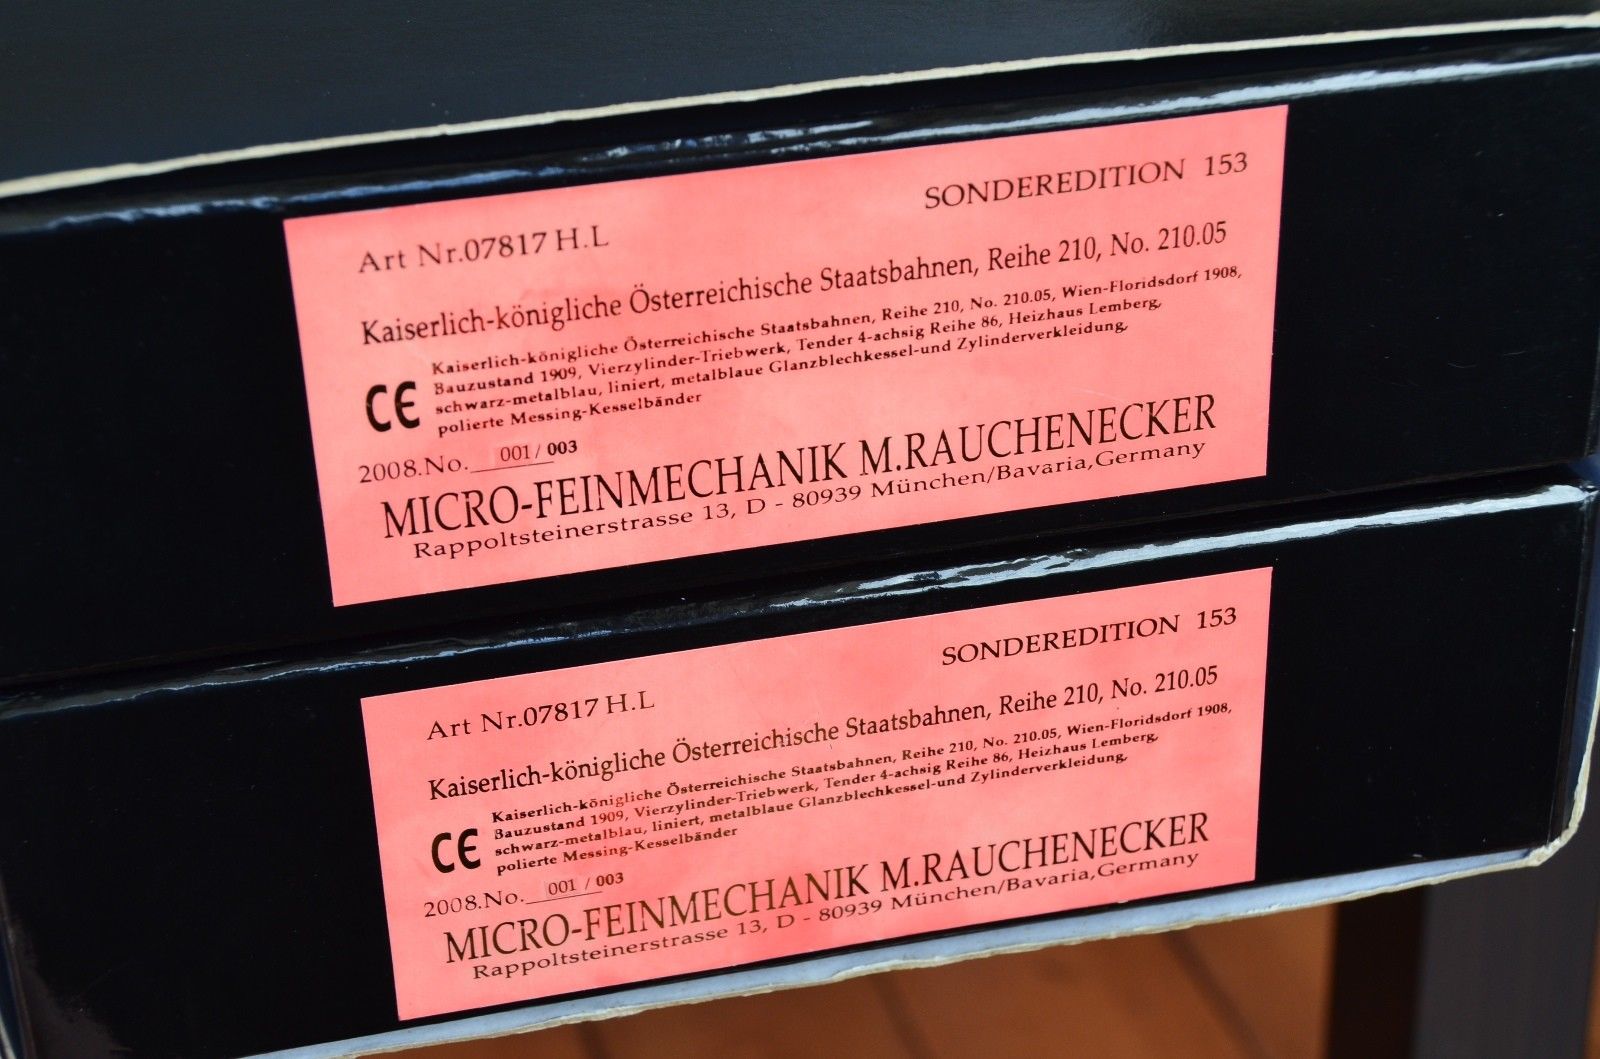 Art Nr.07817 H.L
SONDEREDITION 153
Kaiserlich-königliche Österreichische Staatsbahnen, Reihe 210, No. 210.05
Kaiserlich-königliche Österreichische Staatsbahnen, Reihe 210, No. 210.05, Wien-Floridsdorf 1908,
Bauzustand 1909, Vierzylinder-Triebwerk, Tender 4-achsig Reihe 86, Heizhaus Lemberg,
CE
schwarz-metalblau, liniert, metalblaue Glanzblechkessel-und Zylinderverkleidung,
polierte Messing-Kesselbänder
2008.No. 001 / 003
MICRO-FEINMECHANIK M.RAUCHENECKER
Rappoltsteinerstrasse 13, D - 80939 München/Bavaria,Germany
Art Nr.07817 H.L
SONDEREDITION 153
Kaiserlich-königliche Österreichische Staatsbahnen, Reihe 210, No. 210.05
Kaiserlich-königliche Österreichische Staatsbahnen, Reihe 210, No. 210.05, Wien-Floridsdorf 1908,
Bauzustand 1909, Vierzylinder-Triebwerk, Tender 4-achsig Reihe 86, Heizhaus Lemberg,
CE
schwarz-metalblau, liniert, metalblaue Glanzblechkessel-und Zylinderverkleidung,
polierte Messing-Kesselbänder
2008.No. 001 / 003
MICRO-FEINMECHANIK M.RAUCHENECKER
Rappoltsteinerstrasse 13, D - 80939 München/Bavaria,Germany